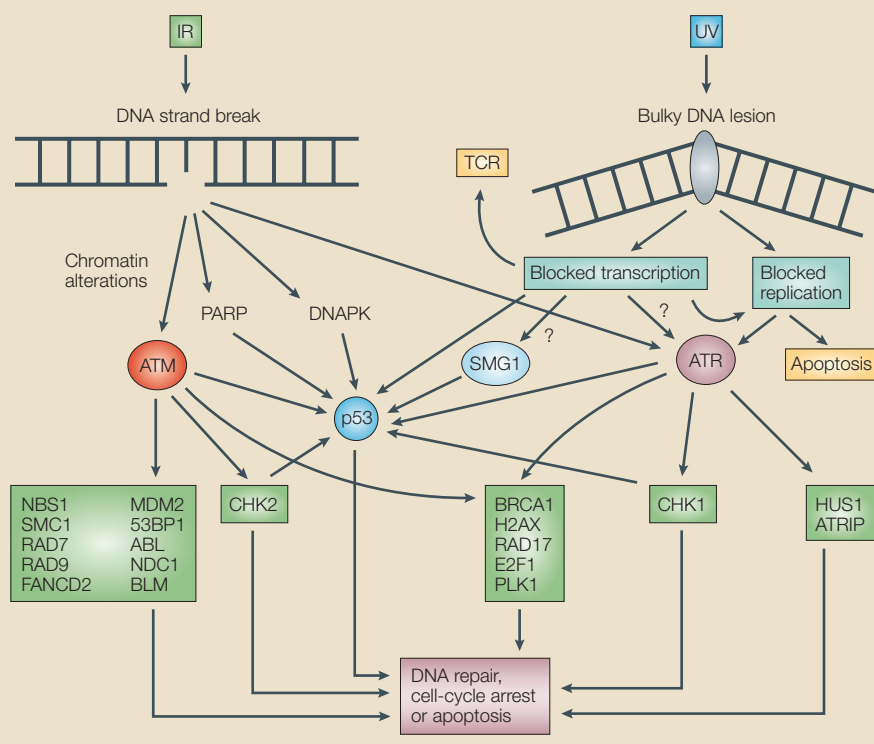 IR
UV
DNA strand break
Bulky DNA lesion
TCR
Chromatin
alterations
Blocked transcription
Blocked
replication
PARP
DNAPK
?
?
ATM
SMG1
ATR
Apoptosis
p53
NBS1
SMC1
RAD7
RAD9
FANCD2
MDM2
53BP1
ABL
NDC1
BLM
CHK2
BRCA1
H2AX
RAD17
E2F1
PLK1
CHK1
HUS1
ATRIP
DNA repair,
cell-cycle arrest
or apoptosis